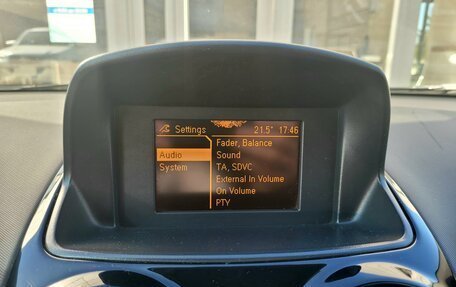 Settings 21.5° 17:46
Fader, Balance
Audio Sound
System TA, SDVC
External In Volume
On Volume
PTY